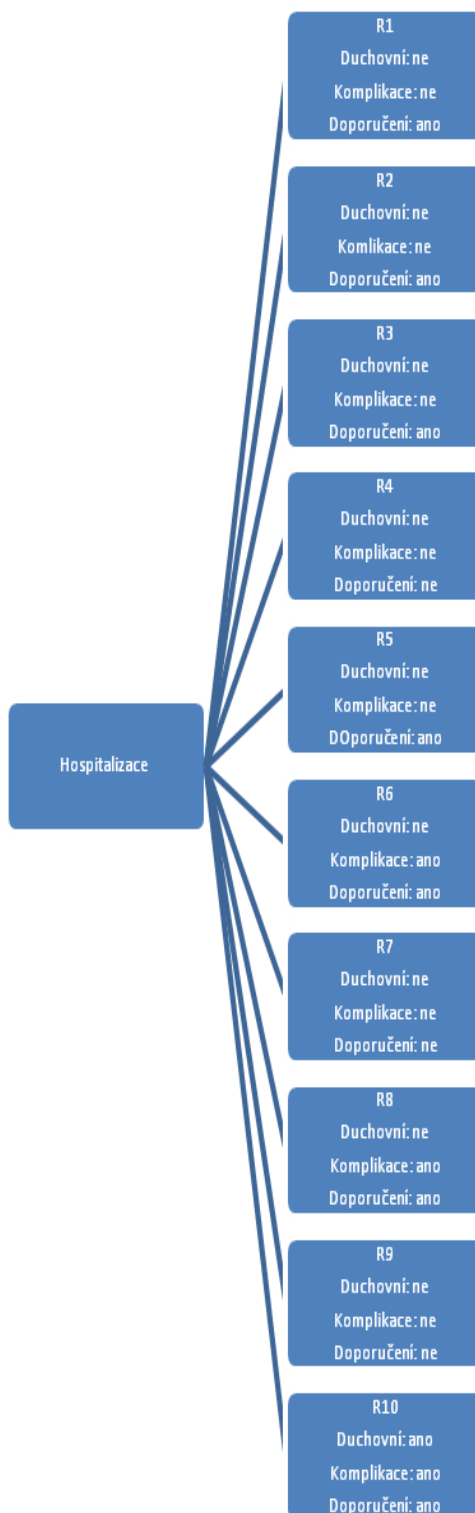 R1
Duchovní: ne
Komplikace: ne
Doporučení: ano
R2
Duchovní: ne
Komlikace: ne
Doporučení: ano
R3
Duchovní: ne
Komplikace: ne
Doporučení: ano
R4
Duchovní: ne
Komplikace: ne
Doporučení: ne
R5
Duchovní: ne
Komplikace: ne
DOporučení: ano
Hospitalizace
R6
Duchovní: ne
Komplikace: ano
Doporučení: ano
R7
Duchovní: ne
Komplikace: ne
Doporučení: ne
R8
Duchovní: ne
Komplikace: ano
Doporučení: ano
R9
Duchovní: ne
Komplikace: ne
Doporučení: ne
R10
Duchovní: ano
Komplikace: ano
Doporučení: ano